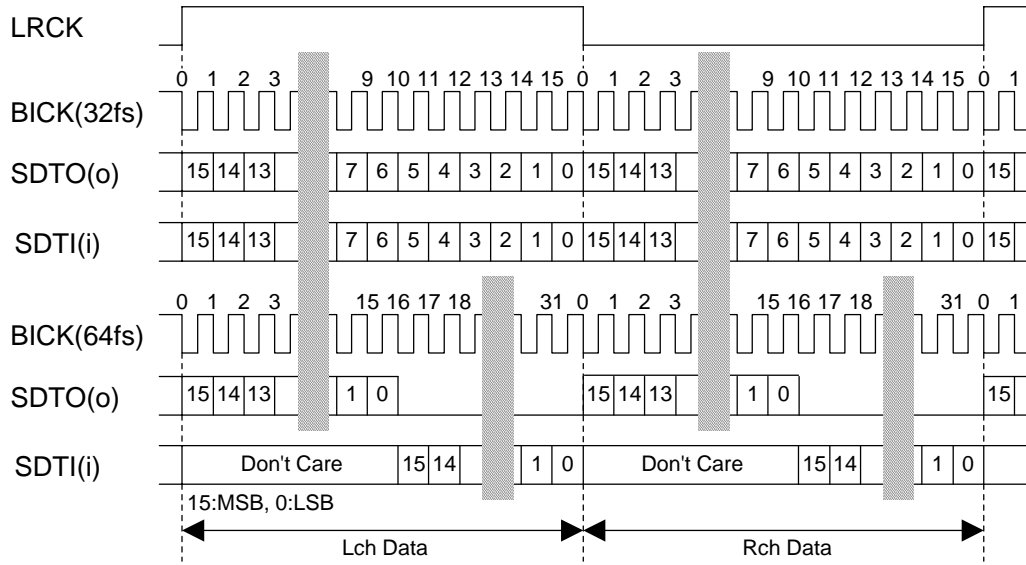 LRCK
0 1 2 3 9 10 11 12 13 14 15 0 1 2 3 9 10 11 12 13 14 15 0 1
BICK(32fs)
SDTO(o) 15 14 13 7 6 5 4 3 2 1 0 15 14 13 7 6 5 4 3 2 1 0 15
SDTI(i) 15 14 13 7 6 5 4 3 2 1 0 15 14 13 7 6 5 4 3 2 1 0 15
0 1 2 3 15 16 17 18 31 0 1 2 3 15 16 17 18 31 0 1
BICK(64fs)
SDTO(o) 15 14 13 1 0 15 14 13 1 0 15
SDTI(i) Don't Care 15 14 1 0 Don't Care 15 14 1 0
15:MSB, 0:LSB
Lch Data Rch Data